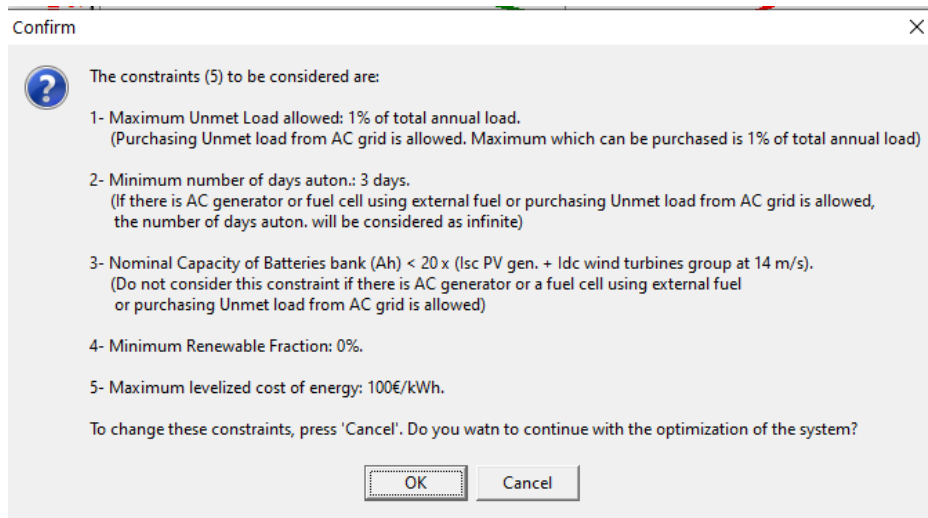 Confirm
The constraints (5) to be considered are:
1- Maximum Unmet Load allowed: 1% of total annual load.
(Purchasing Unmet load from AC grid is allowed. Maximum which can be purchased is 1% of total annual load)
2- Minimum number of days auton.: 3 days.
(If there is AC generator or fuel cell using external fuel or purchasing Unmet load from AC grid is allowed,
the number of days auton. will be considered as infinite)
3- Nominal Capacity of Batteries bank (Ah) < 20 x (Isc PV gen. + Idc wind turbines group at 14 m/s).
(Do not consider this constraint if there is AC generator or a fuel cell using external fuel
or purchasing Unmet load from AC grid is allowed)
4- Minimum Renewable Fraction: 0%.
5- Maximum levelized cost of energy: 100€/kWh.
To change these constraints, press 'Cancel'. Do you watn to continue with the optimization of the system?
OK
Cancel